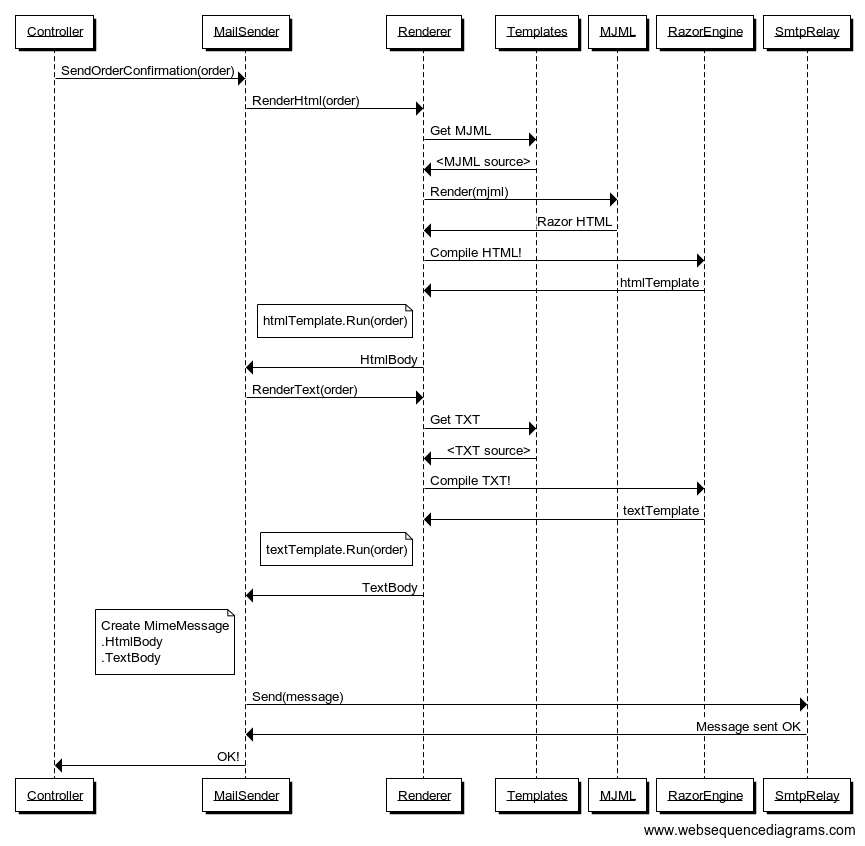 Controller MailSender Renderer Templates MJML RazorEngine SmtpRelay
SendOrderConfirmation(order)
RenderHtml(order)
Get MJML
<MJML source>
Render(mjml)
Razor HTML
Compile HTML!
htmlTemplate
htmlTemplate.Run(order)
HtmlBody
RenderText(order)
Get TXT
<TXT source>
Compile TXT!
textTemplate
textTemplate.Run(order)
TextBody
Create MimeMessage
.HtmlBody
.TextBody
Send(message)
Message sent OK
OK!
Controller MailSender Renderer Templates MJML RazorEngine SmtpRelay
www.websequencediagrams.com